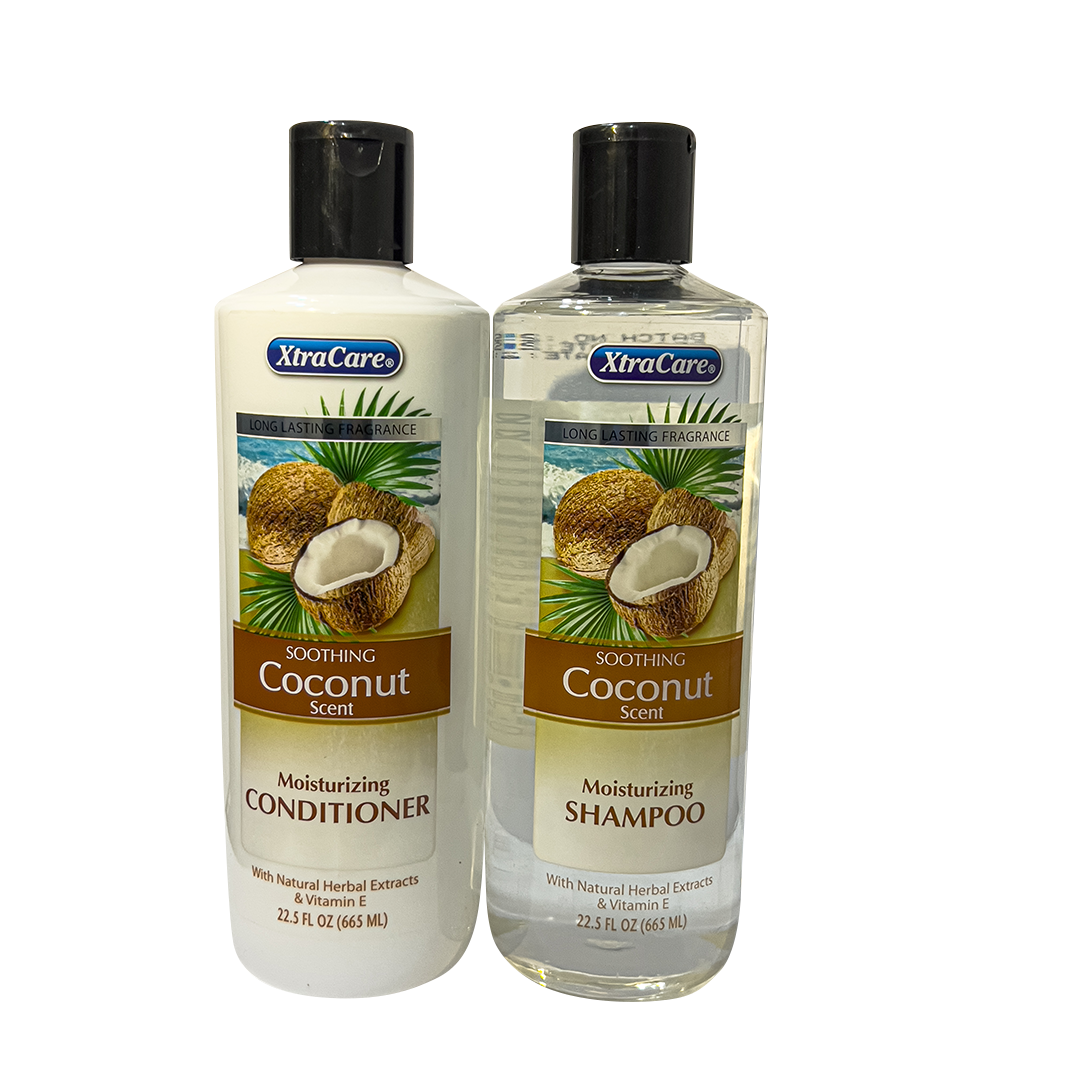 XtraCare®
LONG LASTING FRAGRANCE
SOOTHING
Coconut
Scent
Moisturizing
CONDITIONER
With Natural Herbal Extracts
& Vitamin E
22.5 FL OZ (665 ML)
BATCH NO
XtraCare®
LONG LASTING FRAGRANCE
SOOTHING
Coconut
Scent
Moisturizing
SHAMPOO
With Natural Herbal Extracts
& Vitamin E
22.5 FL OZ (665 ML)